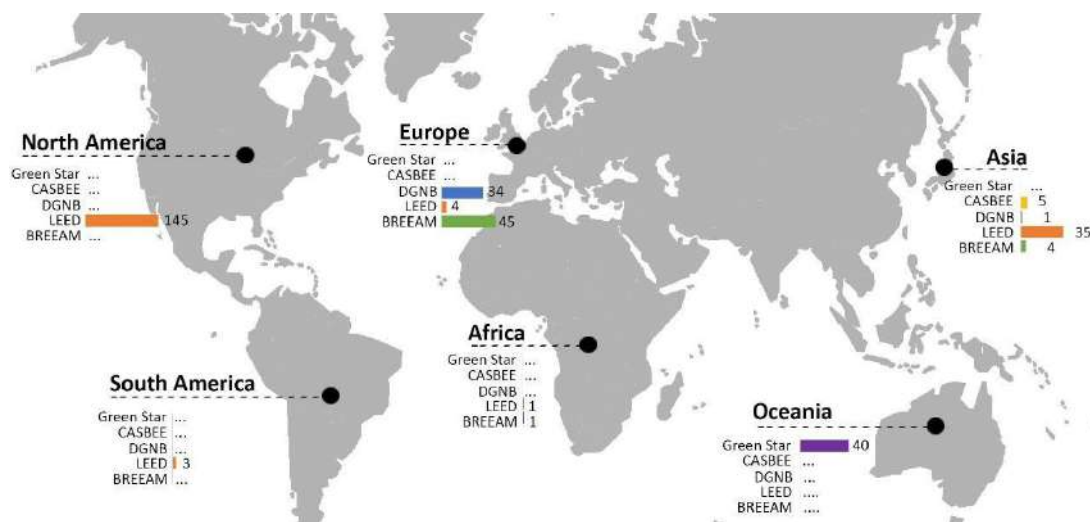 North America
Green Star ...
CASBEE ...
DGNB ...
LEED 145
BREEAM ...
Europe
Green Star ...
CASBEE ...
DGNB 34
LEED 4
BREEAM 45
Asia
Green Star ...
CASBEE 5
DGNB 1
LEED 35
BREEAM 4
South America
Green Star ...
CASBEE ...
DGNB ...
LEED 3
BREEAM ...
Africa
Green Star ...
CASBEE ...
DGNB ...
LEED 1
BREEAM 1
Oceania
Green Star 40
CASBEE ...
DGNB ...
LEED ....
BREEAM ....